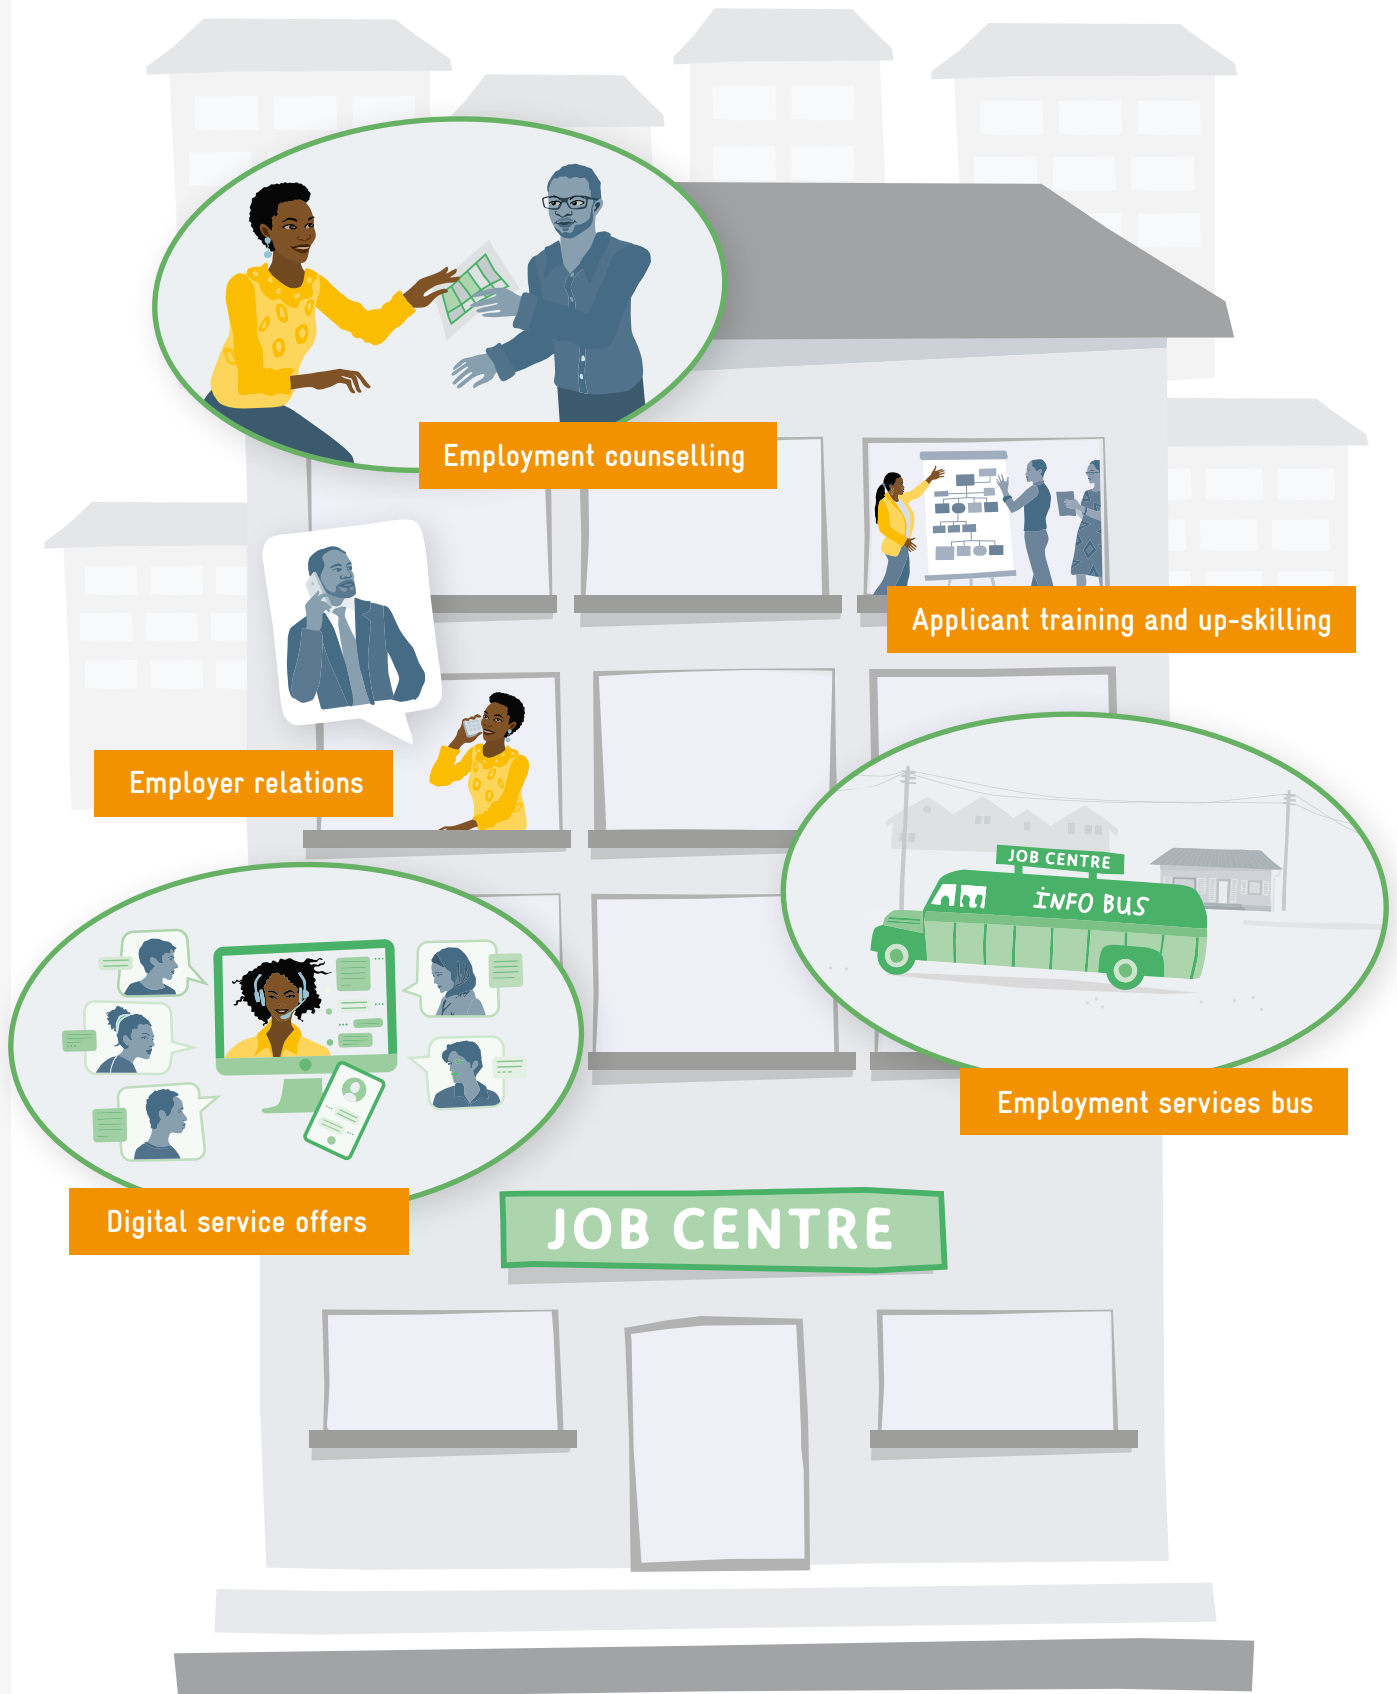 Employment counselling
Applicant training and up-skilling
Employer relations
JOB CENTRE
INFO BUS
Employment services bus
Digital service offers
JOB CENTRE